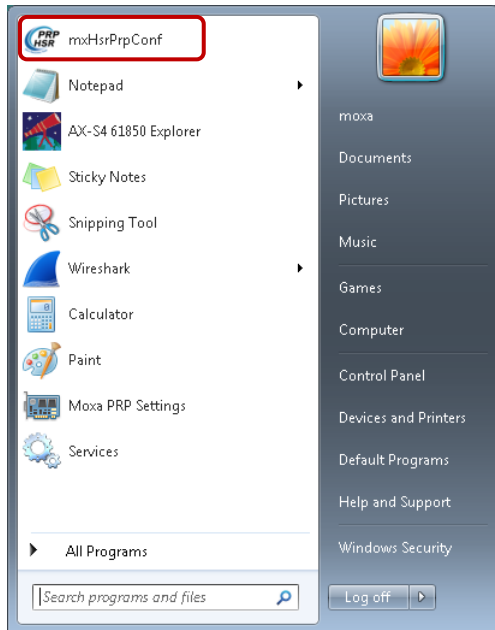 PRP
HSR
mxHsrPrpConf
Notepad
AX-S4 61850 Explorer
Sticky Notes
Snipping Tool
Wireshark
Calculator
Paint
Moxa PRP Settings
Services
All Programs
Search programs and files
moxa
Documents
Pictures
Music
Games
Computer
Control Panel
Devices and Printers
Default Programs
Help and Support
Windows Security
Log off